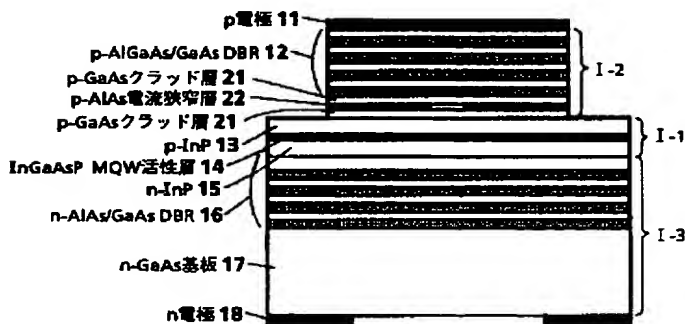 p電極 11
p-AlGaAs/GaAs DBR 12
p-GaAsクラッド層 21
p-AlAs電流狭窄層 22
p-GaAsクラッド層 21
p-InP 13
InGaAsP MQW活性層 14
n-InP 15
n-AlAs/GaAs DBR 16
n-GaAs基板 17
n電極 18
I-2
I-1
I-3